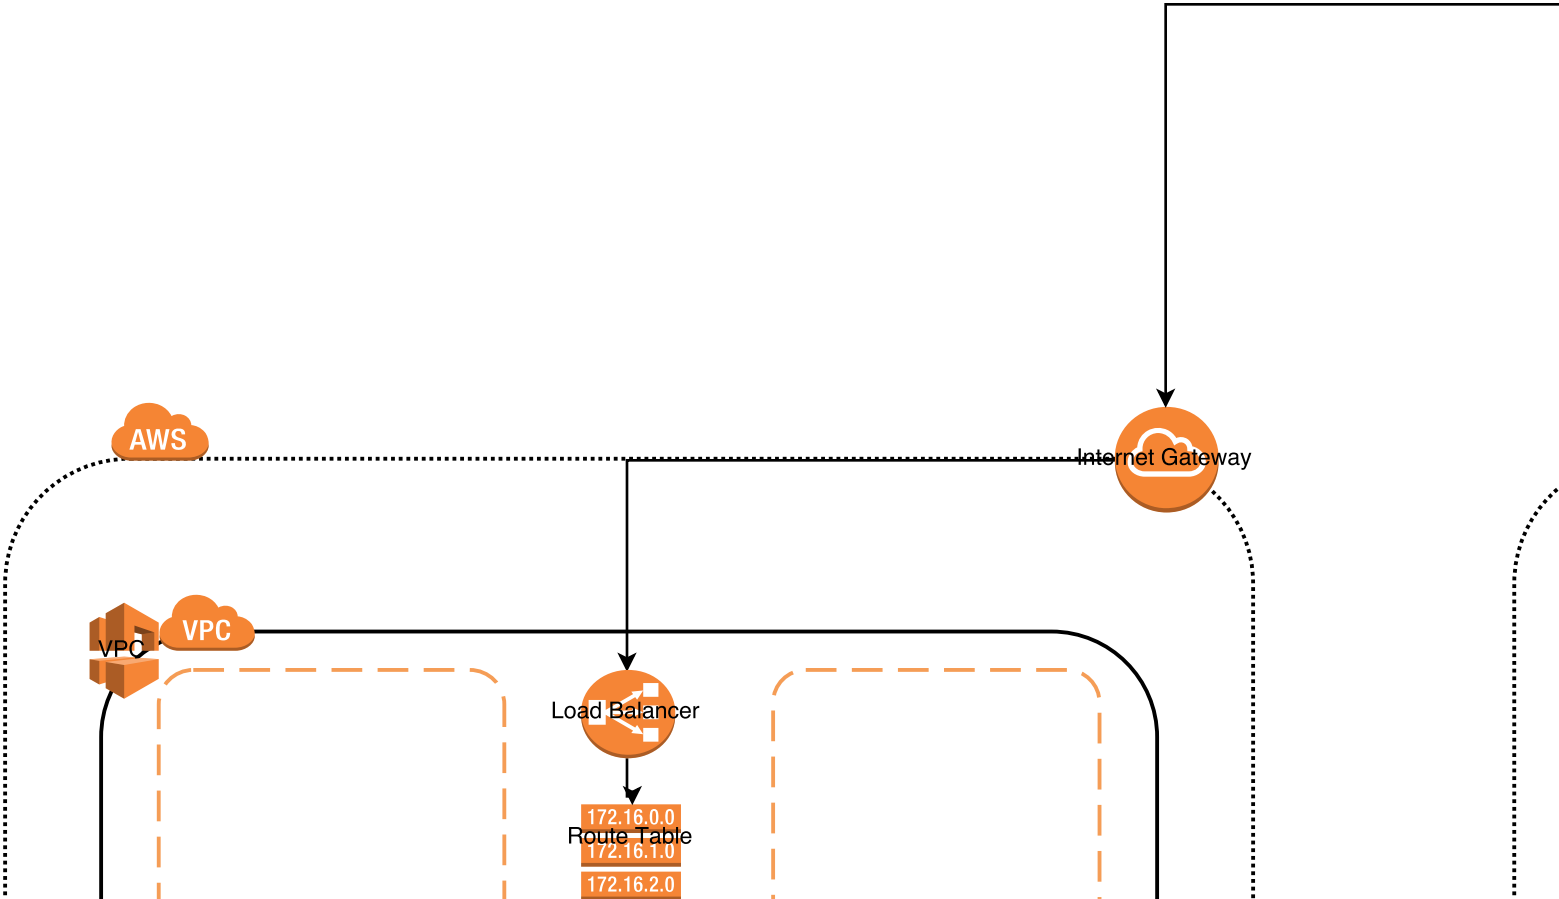 AWS
Internet Gateway
VPC
VPC
Load Balancer
172.16.0.0
Route Table
172.16.1.0
172.16.2.0